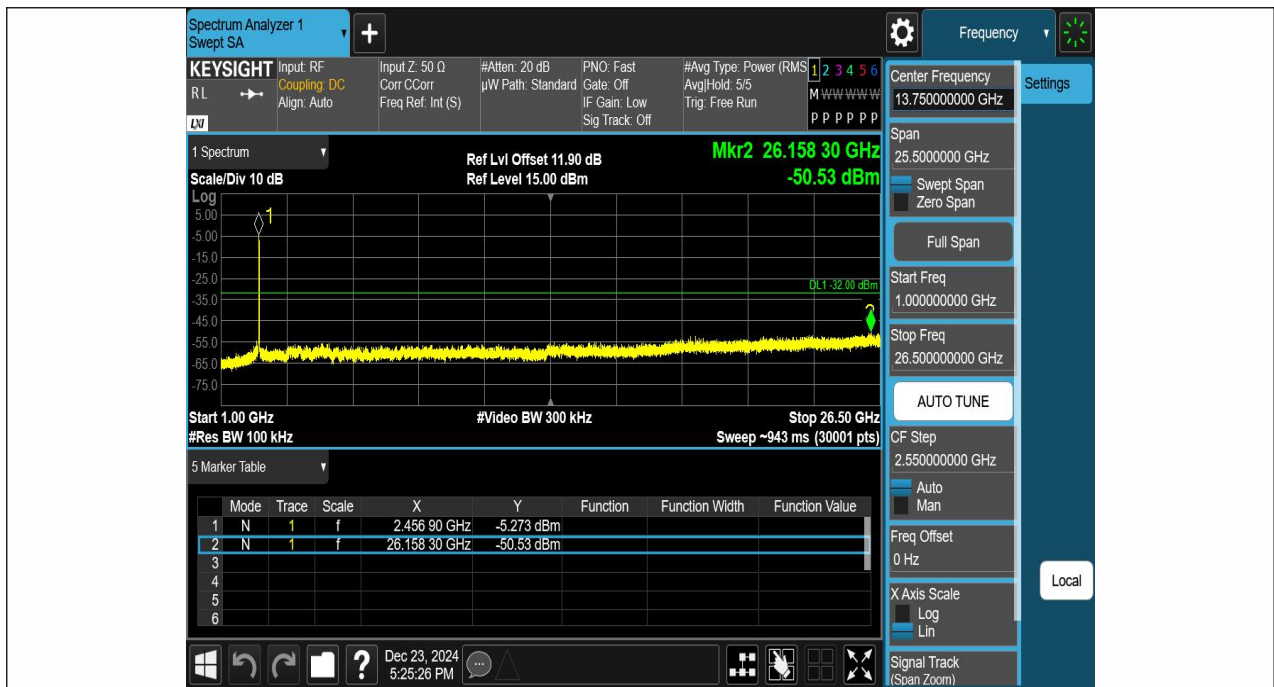 Spectrum Analyzer 1
Swept SA
+
Frequency
KEYSIGHT
RL
LXI
Input: RF
Coupling: DC
Align: Auto
Input Z: 50 Ω
Corr CCorr
Freq Ref: Int (S)
#Atten: 20 dB
µW Path: Standard
PNO: Fast
Gate: Off
IF Gain: Low
Sig Track: Off
#Avg Type: Power (RMS
Avg|Hold: 5/5
Trig: Free Run
1 2 3 4 5 6
M W W W W W
P P P P P P
1 Spectrum
Scale/Div 10 dB
Ref Lvl Offset 11.90 dB
Ref Level 15.00 dBm
Mkr2 26.158 30 GHz
-50.53 dBm
Log
5.00
-5.00
-15.0
-25.0
-35.0
-45.0
-55.0
-65.0
-75.0
1
DL1 -32.00 dBm
Start 1.00 GHz
#Res BW 100 kHz
#Video BW 300 kHz
Stop 26.50 GHz
Sweep ~943 ms (30001 pts)
5 Marker Table
Mode Trace Scale X Y Function Function Width Function Value
1 N 1 f 2.456 90 GHz -5.273 dBm
2 N 1 f 26.158 30 GHz -50.53 dBm
3
4
5
6
?
Dec 23, 2024
5:25:26 PM
Center Frequency
13.750000000 GHz
Span
25.5000000 GHz
Swept Span
Zero Span
Full Span
Start Freq
1.000000000 GHz
Stop Freq
26.500000000 GHz
AUTO TUNE
CF Step
2.550000000 GHz
Auto
Man
Freq Offset
0 Hz
X Axis Scale
Log
Lin
Signal Track
(Span Zoom)
Settings
Local